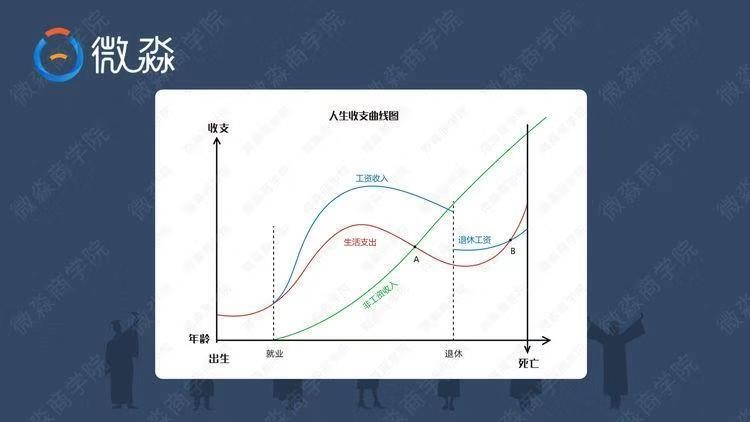 微淼
人生收支曲线图
收支
工资收入
生活支出
退休工资
A
B
非工资收入
年龄
出生
就业
退休
死亡
微淼商学院